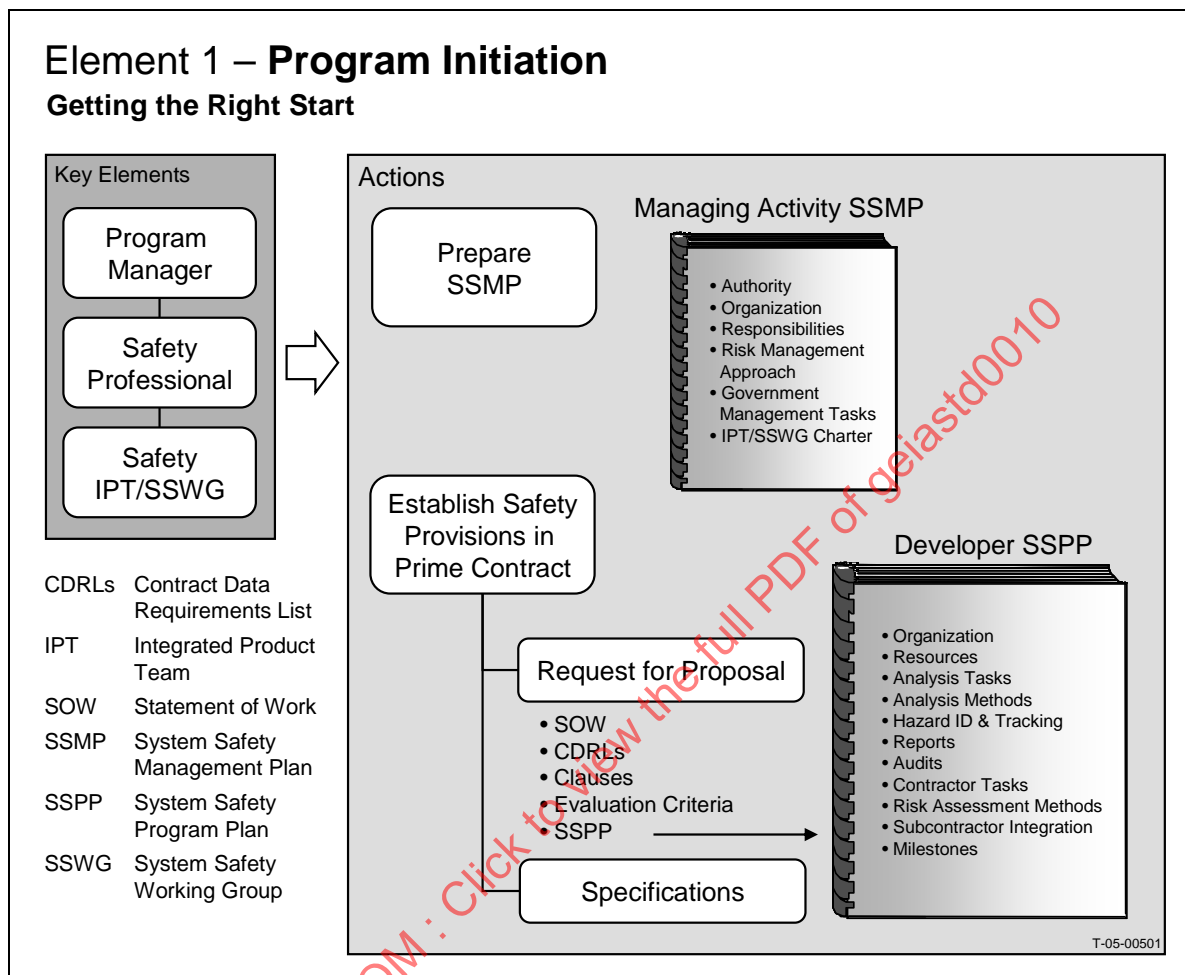 Element 1 – Program Initiation
Getting the Right Start
Key Elements
Program
Manager
Safety
Professional
Safety
IPT/SSWG
CDRLs Contract Data
Requirements List
IPT Integrated Product
Team
SOW Statement of Work
SSMP System Safety
Management Plan
SSPP System Safety
Program Plan
SSWG System Safety
Working Group
Actions
Prepare
SSMP
Managing Activity SSMP
• Authority
• Organization
• Responsibilities
• Risk Management
Approach
• Government
Management Tasks
• IPT/SSWG Charter
Establish Safety
Provisions in
Prime Contract
Request for Proposal
• SOW
• CDRLs
• Clauses
• Evaluation Criteria
• SSPP
Specifications
Developer SSPP
• Organization
• Resources
• Analysis Tasks
• Analysis Methods
• Hazard ID & Tracking
• Reports
• Audits
• Contractor Tasks
• Risk Assessment Methods
• Subcontractor Integration
• Milestones
T-05-00501
OM : Click to view the full PDF of geiastd0010